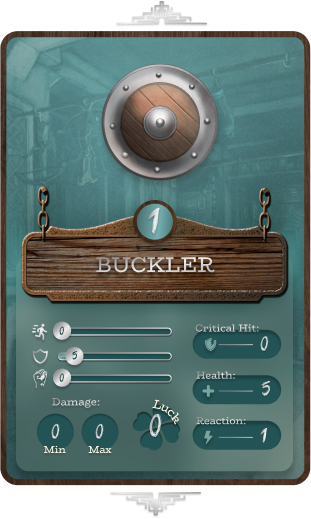 1
BUCKLER
0
5
0
Damage:
0 0
Min Max
Luck
0
Critical Hit:
0
Health:
5
Reaction:
1